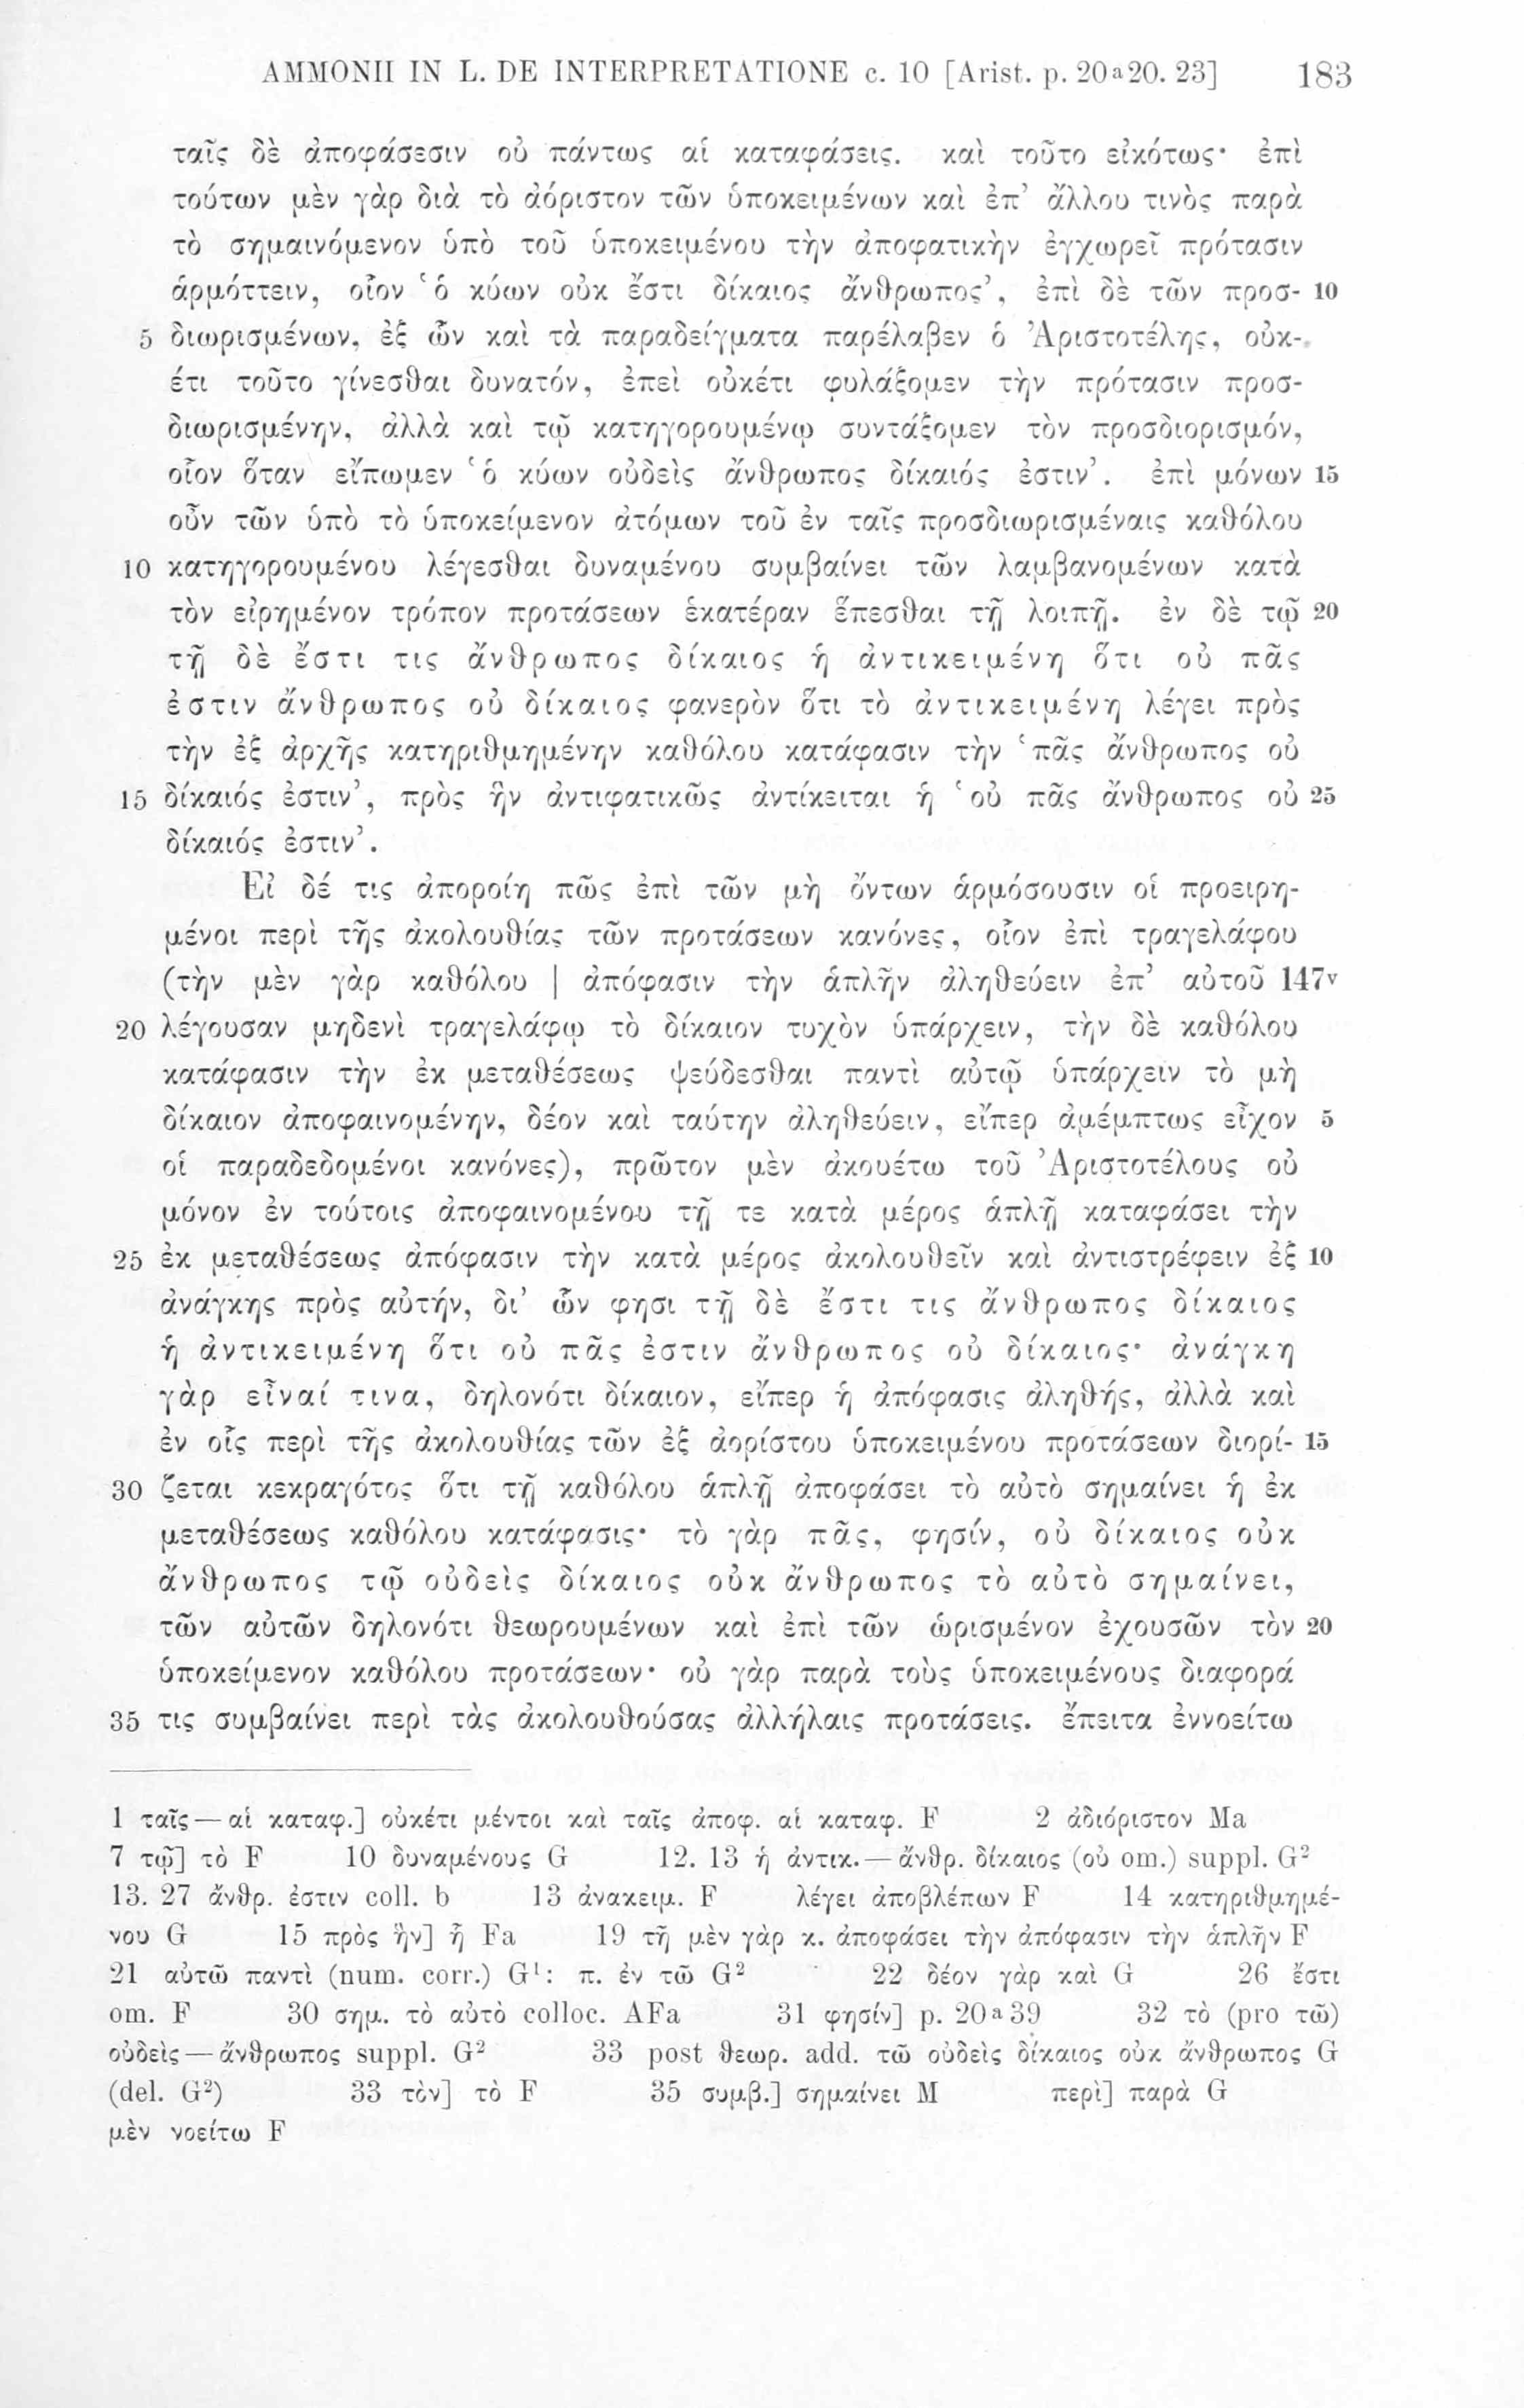 AMMONII IN L. DE INTERPRETATIONE c. 10 [Arist. p. 20ª20. 23] 183
ταῖς δὲ ἀποφάσεσιν οὐ πάντως αἱ καταφάσεις. καὶ τοῦτο εἰκότως· ἐπὶ
τούτων μὲν γὰρ διὰ τὸ ἀόριστον τῶν ὑποκειμένων καὶ ἐπ’ ἄλλου τινὸς παρὰ
τὸ σημαινόμενον ὑπὸ τοῦ ὑποκειμένου τὴν ἀποφατικὴν ἐγχωρεῖ πρότασιν
ἁρμόττειν, οἷον ‘ὁ κύων οὐκ ἔστι δίκαιος ἄνθρωπος’, ἐπὶ δὲ τῶν προσ- 10
5 διωρισμένων, ἐξ ὧν καὶ τὰ παραδείγματα παρέλαβεν ὁ Ἀριστοτέλης, οὐκ-
έτι τοῦτο γίνεσθαι δυνατόν, ἐπεὶ οὐκέτι φυλάξομεν τὴν πρότασιν προσ-
διωρισμένην, ἀλλὰ καὶ τῷ κατηγορουμένῳ συντάξομεν τὸν προσδιορισμόν,
οἷον ὅταν εἴπωμεν ‘ὁ κύων οὐδεὶς ἄνθρωπος δίκαιός ἐστιν’. ἐπὶ μόνων 15
οὖν τῶν ὑπὸ τὸ ὑποκείμενον ἀτόμων τοῦ ἐν ταῖς προσδιωρισμέναις καθόλου
10 κατηγορουμένου λέγεσθαι δυναμένου συμβαίνει τῶν λαμβανομένων κατὰ
τὸν εἰρημένον τρόπον προτάσεων ἑκατέραν ἕπεσθαι τῇ λοιπῇ. ἐν δὲ τῷ 20
τῇ δὲ ἔστι τις ἄνθρωπος δίκαιος ἡ ἀντικειμένη ὅτι οὐ πᾶς
ἐστιν ἄνθρωπος οὐ δίκαιος φανερὸν ὅτι τὸ ἀντικειμένη λέγει πρὸς
τὴν ἐξ ἀρχῆς κατηριθμημένην καθόλου κατάφασιν τὴν ‘πᾶς ἄνθρωπος οὐ
15 δίκαιός ἐστιν’, πρὸς ἣν ἀντιφατικῶς ἀντίκειται ἡ ‘οὐ πᾶς ἄνθρωπος οὐ 25
δίκαιός ἐστιν’.
Εἰ δέ τις ἀποροίη πῶς ἐπὶ τῶν μὴ ὄντων ἁρμόσουσιν οἱ προειρη-
μένοι περὶ τῆς ἀκολουθίας τῶν προτάσεων κανόνες, οἷον ἐπὶ τραγελάφου
(τὴν μὲν γὰρ καθόλου | ἀπόφασιν τὴν ἁπλῆν ἀληθεύειν ἐπ’ αὐτοῦ 147v
20 λέγουσαν μηδενὶ τραγελάφῳ τὸ δίκαιον τυχὸν ὑπάρχειν, τὴν δὲ καθόλου
κατάφασιν τὴν ἐκ μεταθέσεως ψεύδεσθαι παντὶ αὐτῷ ὑπάρχειν τὸ μὴ
δίκαιον ἀποφαινομένην, δέον καὶ ταύτην ἀληθεύειν, εἴπερ ἀμέμπτως εἶχον 5
οἱ παραδεδομένοι κανόνες), πρῶτον μὲν ἀκουέτω τοῦ Ἀριστοτέλους οὐ
μόνον ἐν τούτοις ἀποφαινομένου τῇ τε κατὰ μέρος ἁπλῇ καταφάσει τὴν
25 ἐκ μεταθέσεως ἀπόφασιν τὴν κατὰ μέρος ἀκολουθεῖν καὶ ἀντιστρέφειν ἐξ 10
ἀνάγκης πρὸς αὐτήν, δι’ ὧν φησι τῇ δὲ ἔστι τις ἄνθρωπος δίκαιος
ἡ ἀντικειμένη ὅτι οὐ πᾶς ἐστιν ἄνθρωπος οὐ δίκαιος· ἀνάγκη
γὰρ εἶναί τινα, δηλονότι δίκαιον, εἴπερ ἡ ἀπόφασις ἀληθής, ἀλλὰ καὶ
ἐν οἷς περὶ τῆς ἀκολουθίας τῶν ἐξ ἀορίστου ὑποκειμένου προτάσεων διορί- 15
30 ζεται κεκραγότος ὅτι τῇ καθόλου ἁπλῇ ἀποφάσει τὸ αὐτὸ σημαίνει ἡ ἐκ
μεταθέσεως καθόλου κατάφασις· τὸ γὰρ πᾶς, φησίν, οὐ δίκαιος οὐκ
ἄνθρωπος τῷ οὐδεὶς δίκαιος οὐκ ἄνθρωπος τὸ αὐτὸ σημαίνει,
τῶν αὐτῶν δηλονότι θεωρουμένων καὶ ἐπὶ τῶν ὡρισμένον ἐχουσῶν τὸν 20
ὑποκείμενον καθόλου προτάσεων· οὐ γὰρ παρὰ τοὺς ὑποκειμένους διαφορά
35 τις συμβαίνει περὶ τὰς ἀκολουθούσας ἀλλήλαις προτάσεις. ἔπειτα ἐννοείτω
1 ταῖς—αἱ καταφ.] οὐκέτι μέντοι καὶ ταῖς ἀποφ. αἱ καταφ. F 2 ἀδιόριστον Ma
7 τῷ] τὸ F 10 δυναμένους G 12. 13 ἡ ἀντικ.—ἄνθρ. δίκαιος (οὐ om.) suppl. G²
13. 27 ἄνθρ. ἐστιν coll. b 13 ἀνακειμ. F λέγει ἀποβλέπων F 14 κατηριθμημέ-
νου G 15 πρὸς ἣν] ᾗ Fa 19 τῇ μὲν γὰρ κ. ἀποφάσει τὴν ἀπόφασιν τὴν ἁπλῆν F
21 αὐτῶ παντὶ (num. corr.) G¹: π. ἐν τῶ G² 22 δέον γὰρ καὶ G 26 ἔστι
om. F 30 σημ. τὸ αὐτὸ colloc. AFa 31 φησίν] p. 20ª39 32 τὸ (pro τῶ)
οὐδεὶς—ἄνθρωπος suppl. G² 33 post θεωρ. add. τῶ οὐδεὶς δίκαιος οὐκ ἄνθρωπος G
(del. G²) 33 τὸν] τὸ F 35 συμβ.] σημαίνει M περὶ] παρὰ G
μὲν νοείτω F